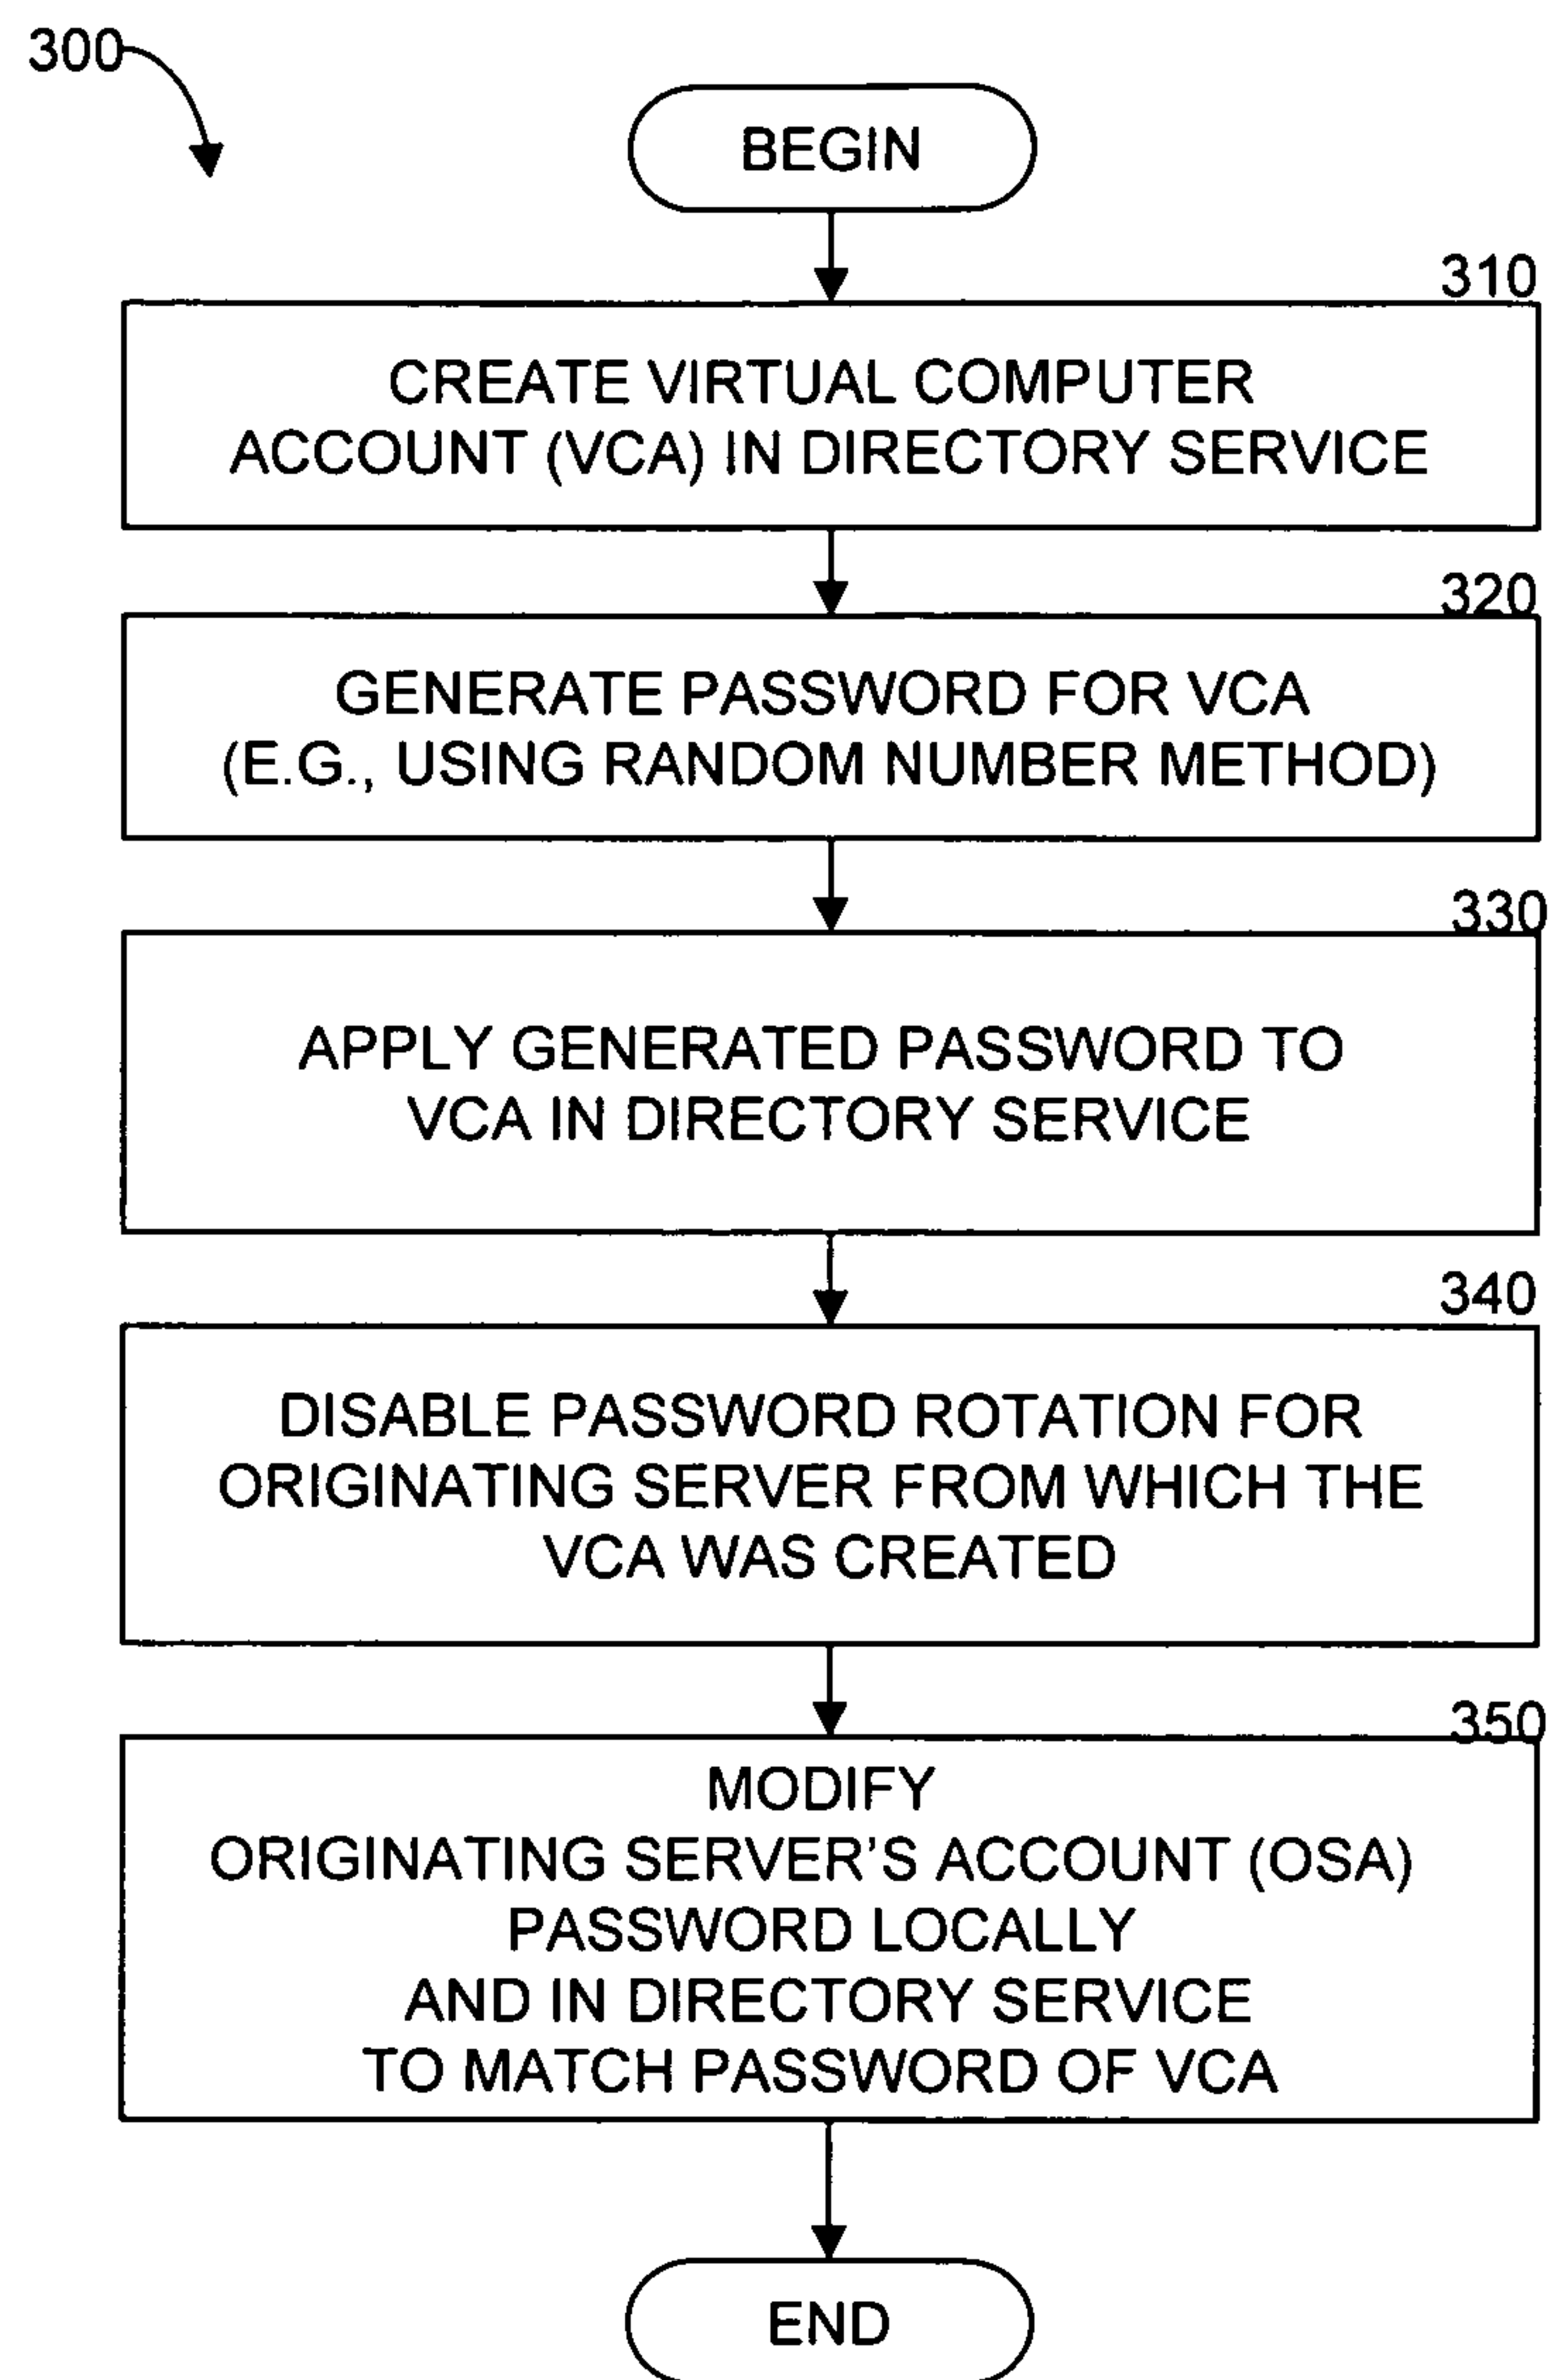 300
BEGIN
310
CREATE VIRTUAL COMPUTER
ACCOUNT (VCA) IN DIRECTORY SERVICE
320
GENERATE PASSWORD FOR VCA
(E.G., USING RANDOM NUMBER METHOD)
330
APPLY GENERATED PASSWORD TO
VCA IN DIRECTORY SERVICE
340
DISABLE PASSWORD ROTATION FOR
ORIGINATING SERVER FROM WHICH THE
VCA WAS CREATED
350
MODIFY
ORIGINATING SERVER'S ACCOUNT (OSA)
PASSWORD LOCALLY
AND IN DIRECTORY SERVICE
TO MATCH PASSWORD OF VCA
END